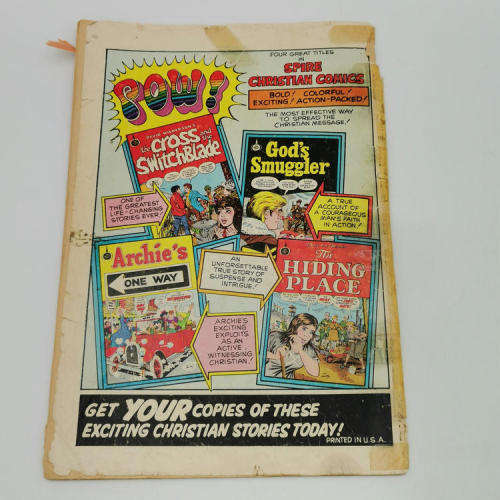 POW!
FOUR GREAT TITLES
IN
SPIRE
CHRISTIAN COMICS
BOLD! COLORFUL!
EXCITING! ACTION-PACKED!
THE MOST EFFECTIVE WAY
TO SPREAD THE
CHRISTIAN MESSAGE!
DAVID WILKERSON'S
the cross and the
SWITCHBLADE
God's
Smuggler
ONE OF
THE GREATEST
LIFE-CHANGING
STORIES EVER!
A TRUE
ACCOUNT OF
A COURAGEOUS
MAN'S FAITH
IN ACTION!
Archie's
ONE WAY
AN
UNFORGETTABLE
TRUE STORY OF
SUSPENSE AND
INTRIGUE!
The
HIDING
PLACE
ARCHIE'S
EXCITING
EXPLOITS
AS AN
ACTIVE
WITNESSING
CHRISTIAN!
GET YOUR COPIES OF THESE
EXCITING CHRISTIAN STORIES TODAY!
PRINTED IN U.S.A.